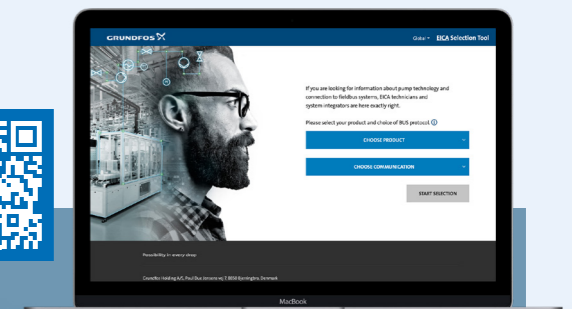 GRUNDFOS
Global
EICA Selection Tool
If you are looking for information about pump technology and
connection to fieldbus systems, EICA technicians and
system-integrators are here exactly right.
Please select your product and choice of BUS protocol.
CHOOSE PRODUCT
CHOOSE COMMUNICATION
START SELECTION
Possibility in every drop
Grundfos Holding A/S, Poul Due Jensens vej 7, 8850 Bjerringbro, Denmark
MacBook